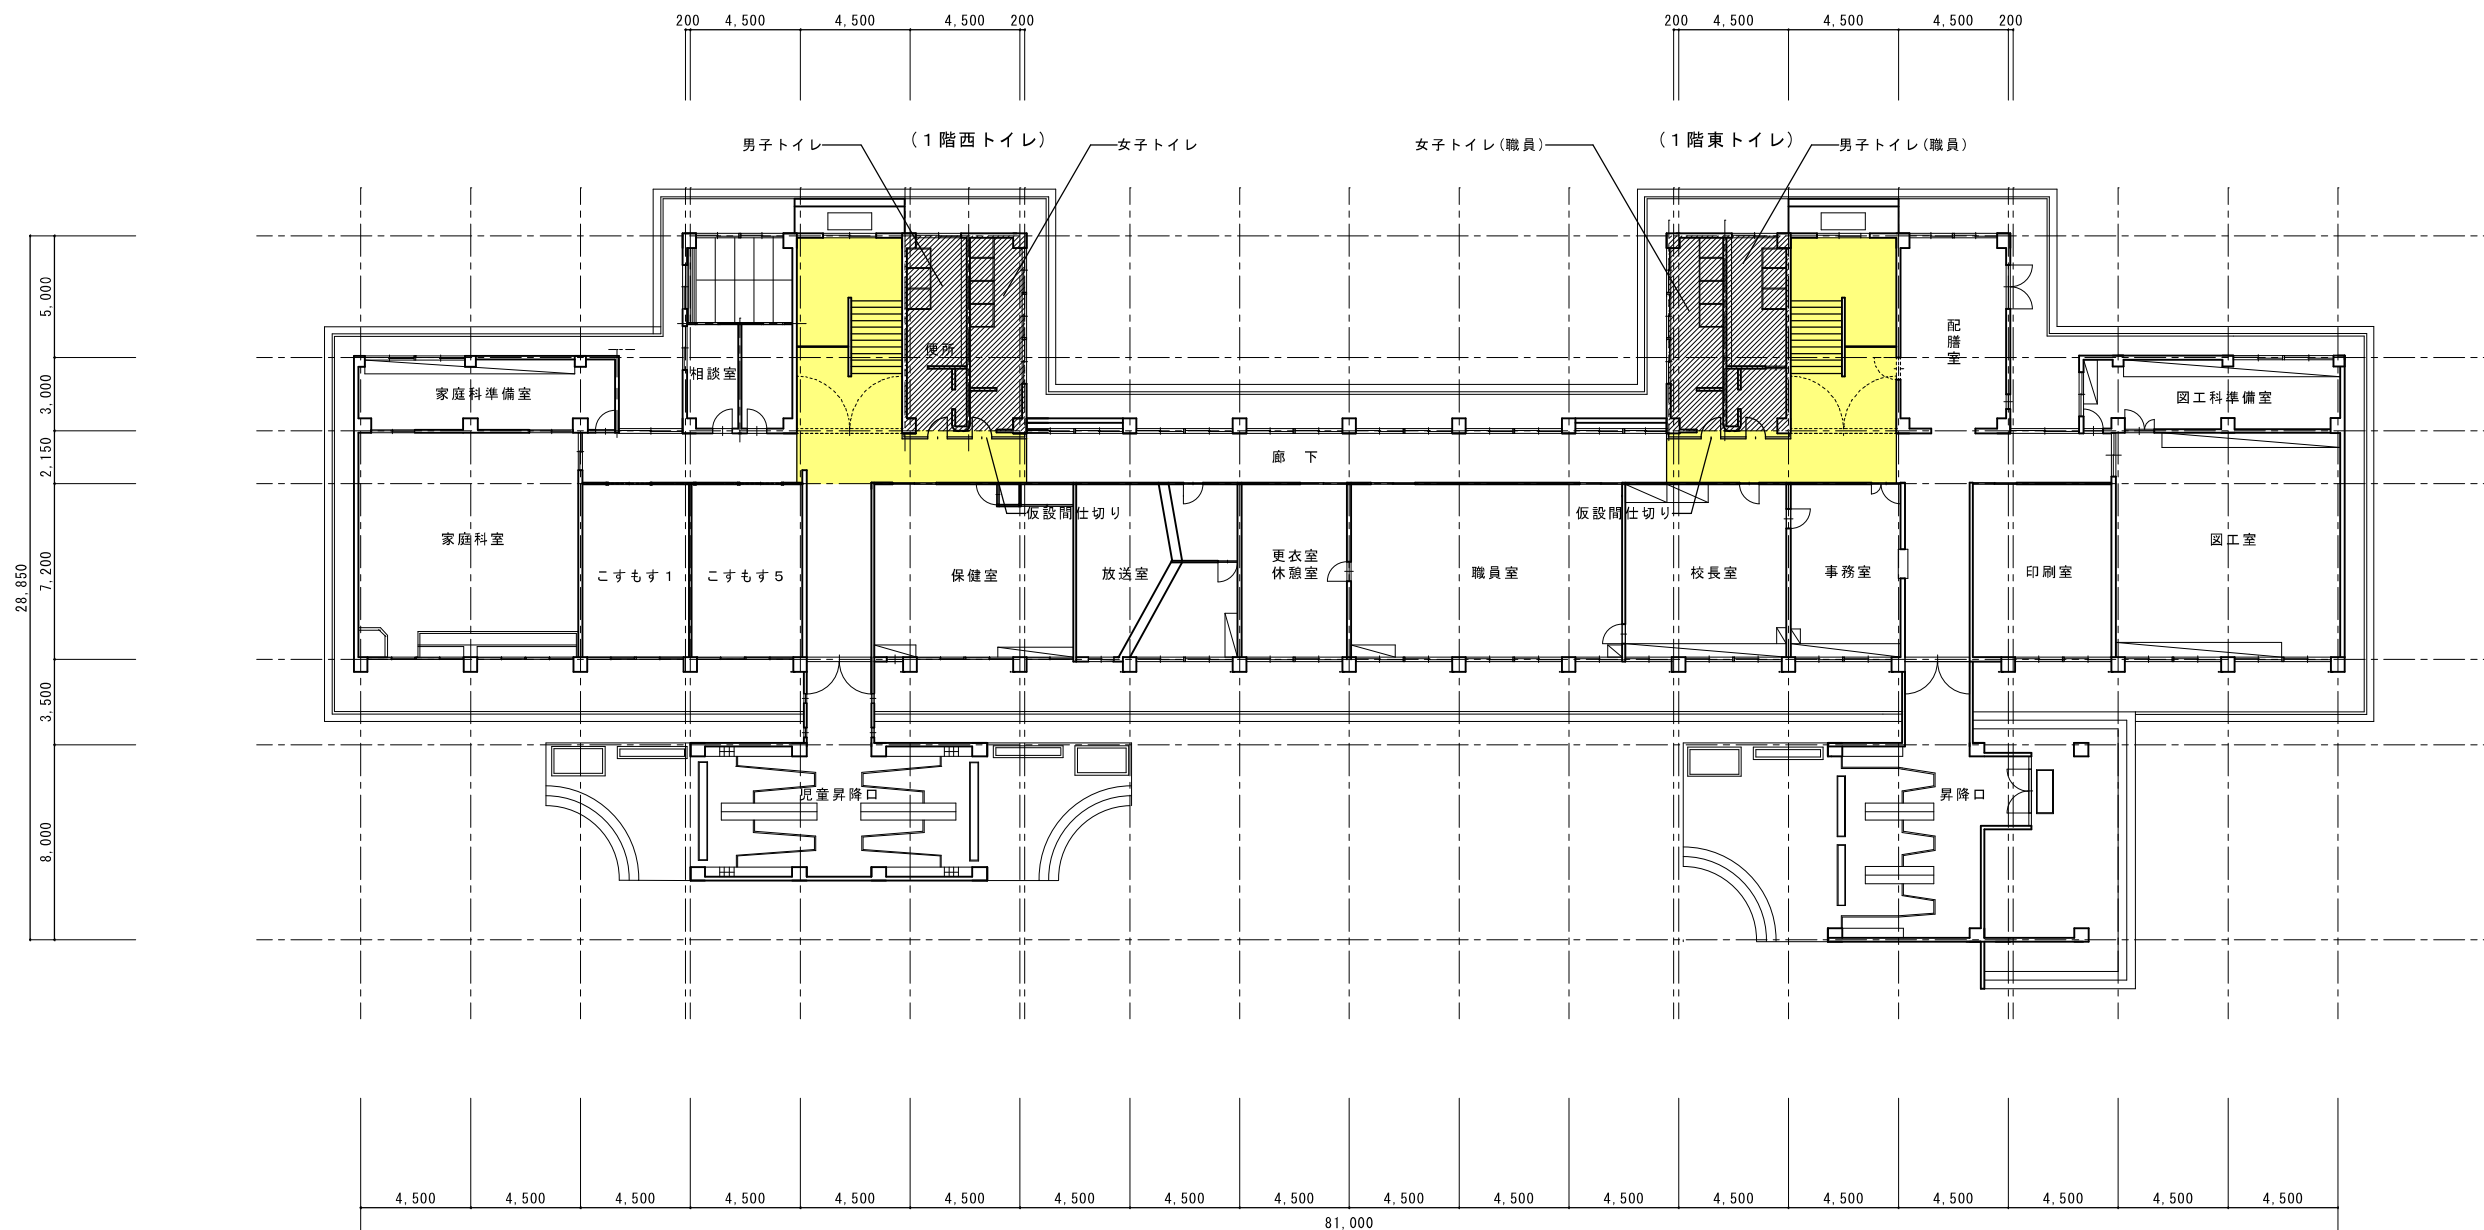 200 4,500 4,500 4,500 200
200 4,500 4,500 4,500 200
男子トイレ
(1階西トイレ)
女子トイレ
女子トイレ(職員)
(1階東トイレ)
男子トイレ(職員)
5,000
3,000
2,150
7,200
3,500
8,000
28,850
便所
相談室
家庭科準備室
配膳室
図工科準備室
廊 下
仮設間仕切り
仮設間仕切り
家庭科室
こすもす1
こすもす5
保健室
放送室
更衣室
休憩室
職員室
校長室
事務室
印刷室
図工室
児童昇降口
昇降口
4,500 4,500 4,500 4,500 4,500 4,500 4,500 4,500 4,500 4,500 4,500 4,500 4,500 4,500 4,500 4,500 4,500 4,500
81,000